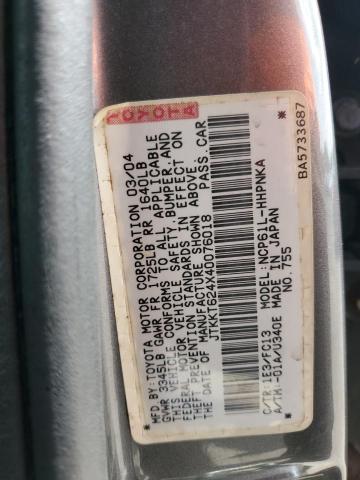 TOYOTA
MFD BY:TOYOTA MOTOR CORPORATION 03/04
GVWR 3345LB GAWR FR 1725LB RR 1640LB
THIS VEHICLE CONFORMS TO ALL APPLICABLE
FEDERAL MOTOR VEHICLE SAFETY,BUMPER,AND
THEFT PREVENTION STANDARDS IN EFFECT ON
THE DATE OF MANUFACTURE SHOWN ABOVE.
JTKKT624X40076018 PASS.CAR
* *
C/TR:1E3/FC13 MODEL:NCP61L-HHPNKA
A/TM:-01A/U340E MADE IN JAPAN
NO. 755
BA5733687